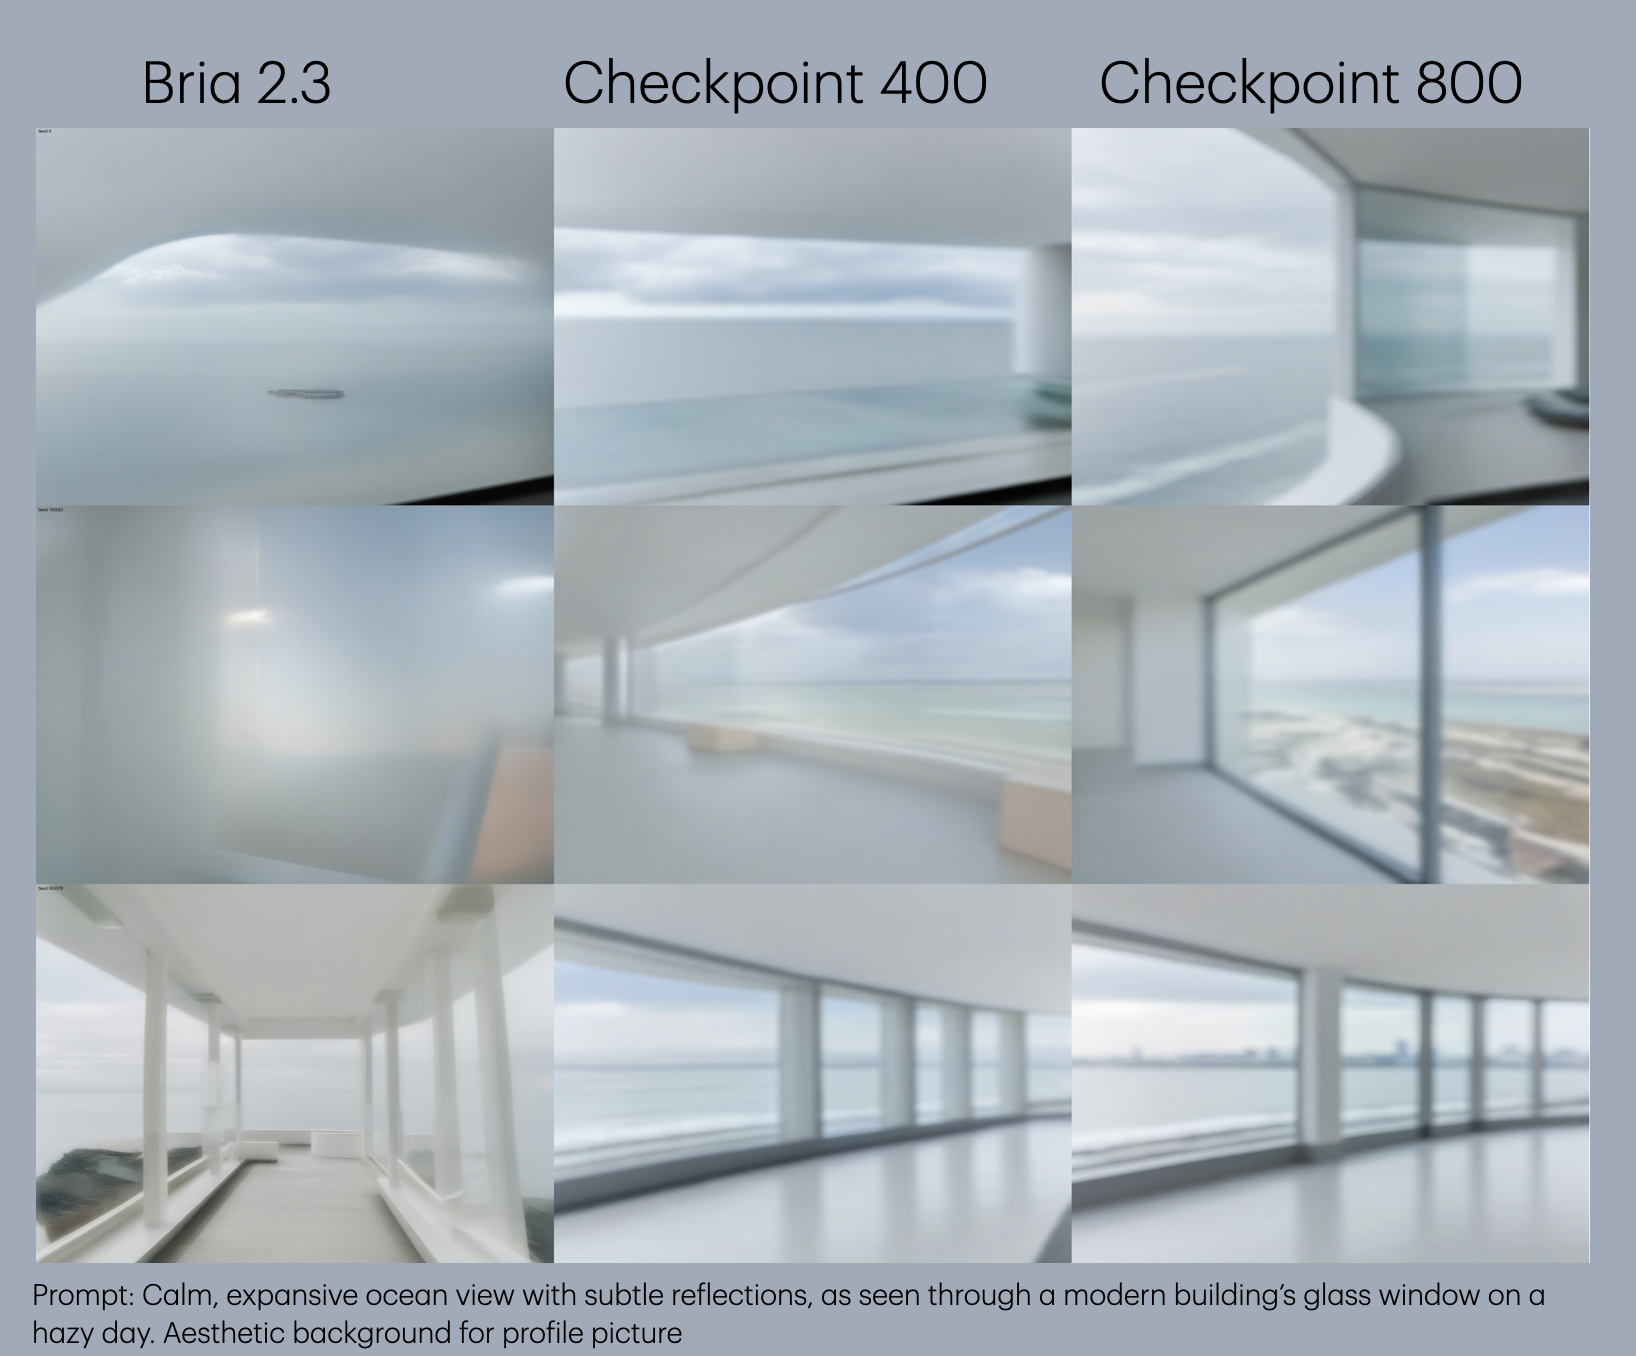 Bria 2.3 Checkpoint 400 Checkpoint 800
Prompt: Calm, expansive ocean view with subtle reflections, as seen through a modern building’s glass window on a
hazy day. Aesthetic background for profile picture